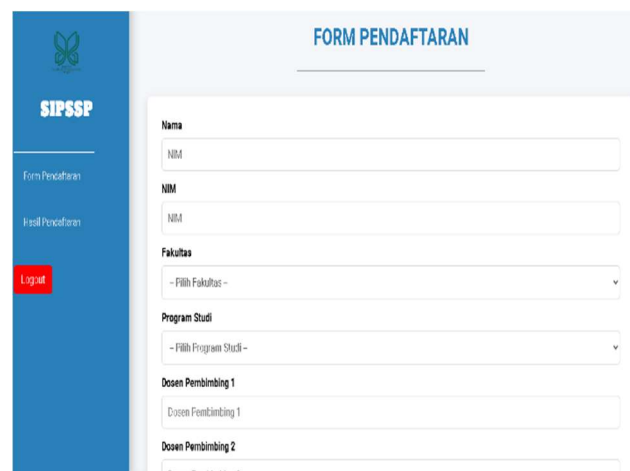 FORM PENDAFTARAN
SIPSSP
Form Pendaftaran
Hasil Pendaftaran
Logout
Nama
NIM
NIM
NIM
Fakultas
-- Pilih Fakultas --
Program Studi
-- Pilih Program Studi --
Dosen Pembimbing 1
Dosen Pembimbing 1
Dosen Pembimbing 2